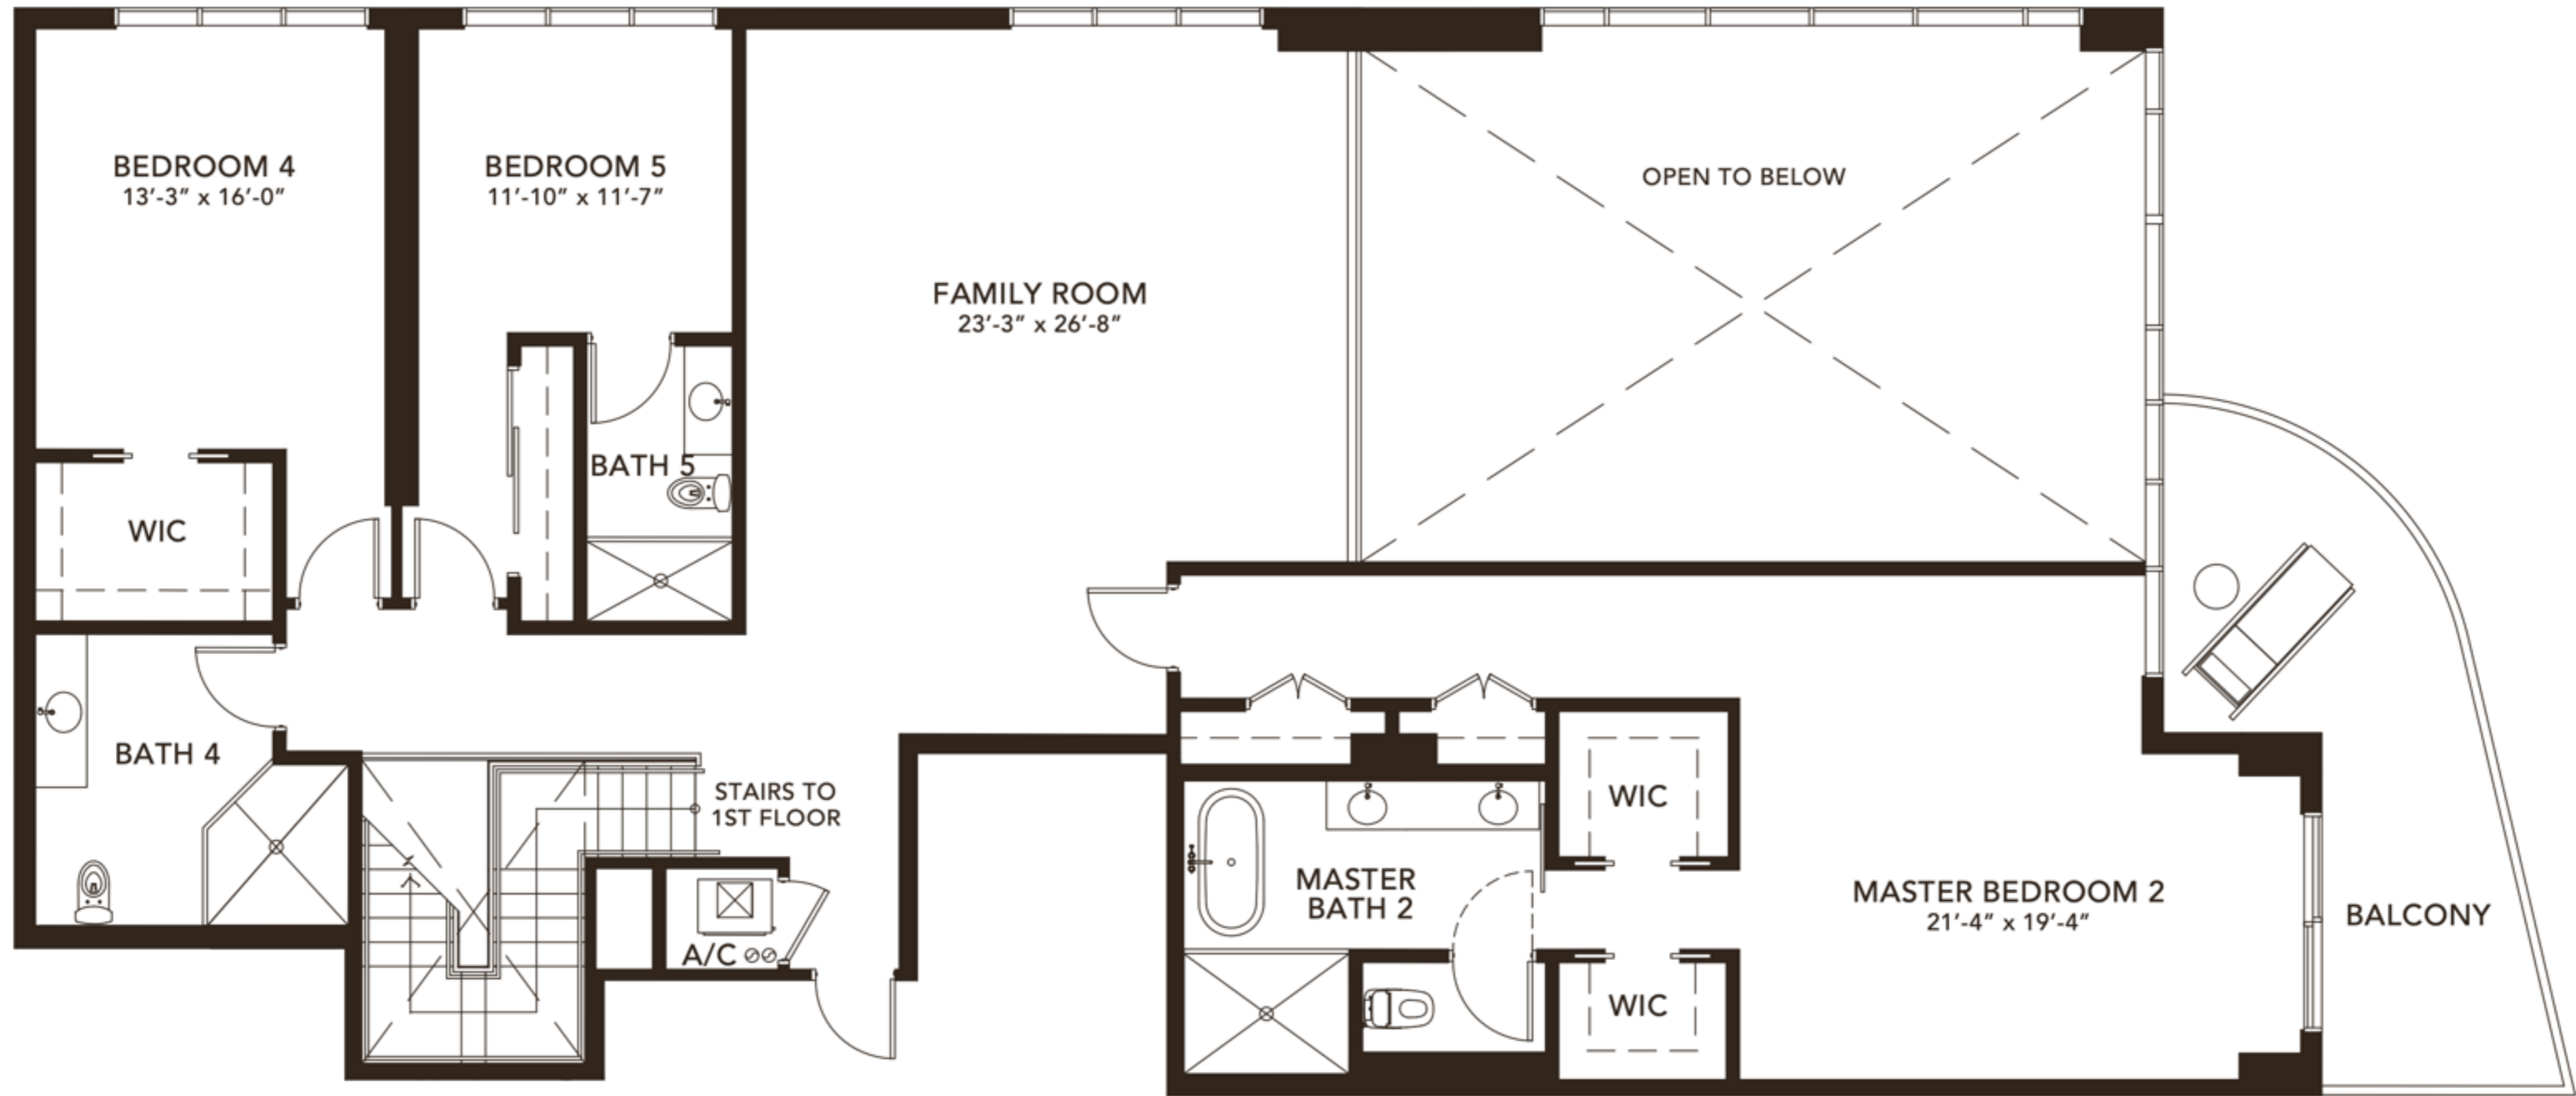 BEDROOM 4
13'-3" x 16'-0"
BEDROOM 5
11'-10" x 11'-7"
OPEN TO BELOW
FAMILY ROOM
23'-3" x 26'-8"
BATH 5
WIC
BATH 4
STAIRS TO
1ST FLOOR
A/C
WIC
MASTER
BATH 2
MASTER BEDROOM 2
21'-4" x 19'-4"
BALCONY
WIC